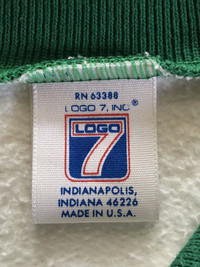 RN 63388
LOGO 7, INC®
LOGO
7
INDIANAPOLIS,
INDIANA 46226
MADE IN U.S.A.